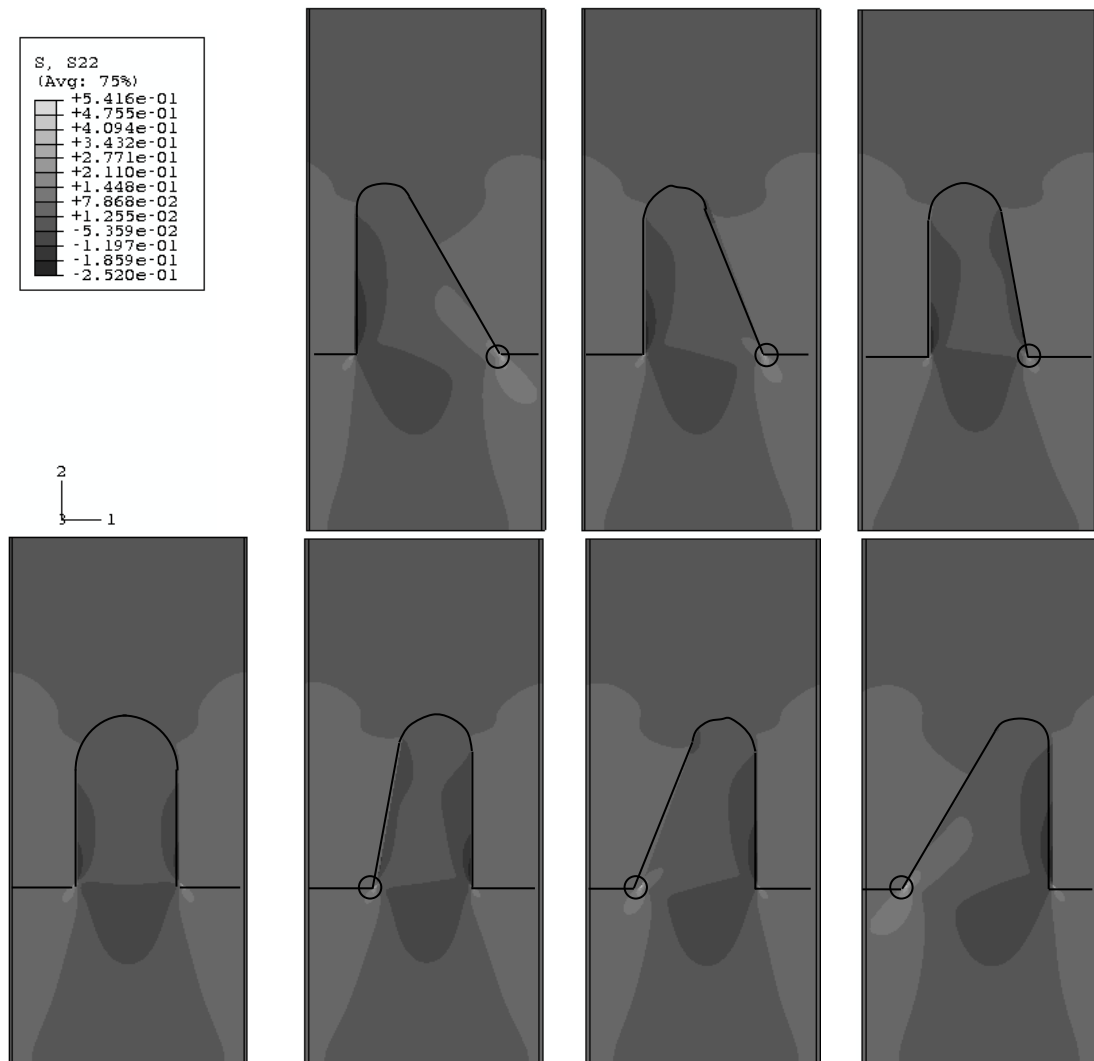 S, S22
(Avg: 75%)
+5.416e-01
+4.755e-01
+4.094e-01
+3.432e-01
+2.771e-01
+2.110e-01
+1.448e-01
+7.868e-02
+1.255e-02
-5.359e-02
-1.197e-01
-1.859e-01
-2.520e-01
2
3 1